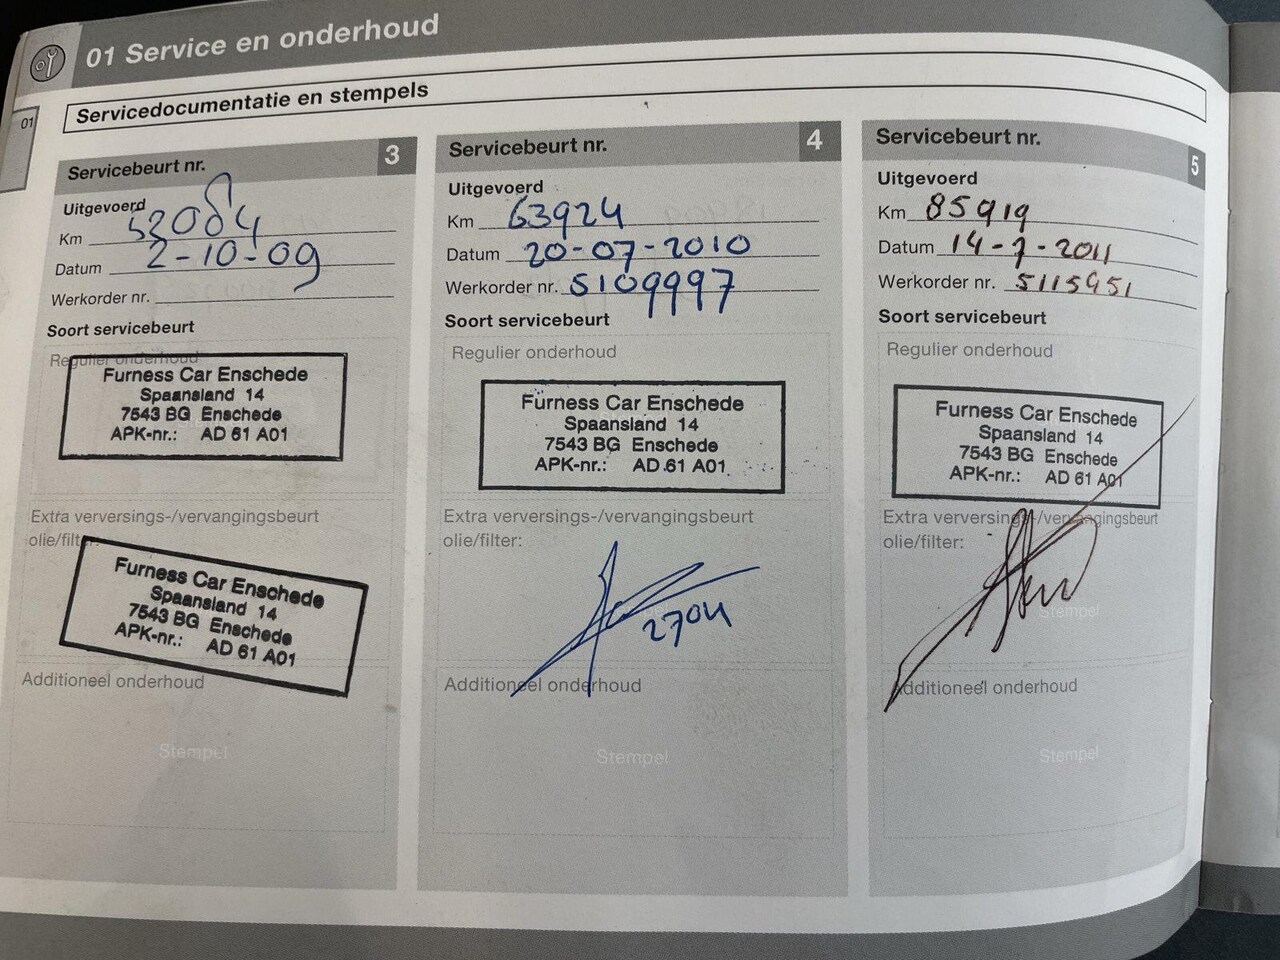 01 Service en onderhoud
01
Servicedocumentatie en stempels
Servicebeurt nr. 3
Uitgevoerd
Km 52084
Datum 2-10-09
Werkorder nr.
Soort servicebeurt
Regulier onderhoud
Furness Car Enschede
Spaansland 14
7543 BG Enschede
APK-nr.: AD 61 A01
Extra verversings-/vervangingsbeurt
olie/filter:
Furness Car Enschede
Spaansland 14
7543 BG Enschede
APK-nr.: AD 61 A01
Additioneel onderhoud
Stempel
Servicebeurt nr. 4
Uitgevoerd
Km 63924
Datum 20-07-2010
Werkorder nr. 5109997
Soort servicebeurt
Regulier onderhoud
Furness Car Enschede
Spaansland 14
7543 BG Enschede
APK-nr.: AD 61 A01
Extra verversings-/vervangingsbeurt
olie/filter:
Additioneel onderhoud
Stempel
Servicebeurt nr. 5
Uitgevoerd
Km 85919
Datum 14-7-2011
Werkorder nr. 5115951
Soort servicebeurt
Regulier onderhoud
Furness Car Enschede
Spaansland 14
7543 BG Enschede
APK-nr.: AD 61 A01
Extra verversings-/vervangingsbeurt
olie/filter:
Stempel
Additioneel onderhoud
Stempel